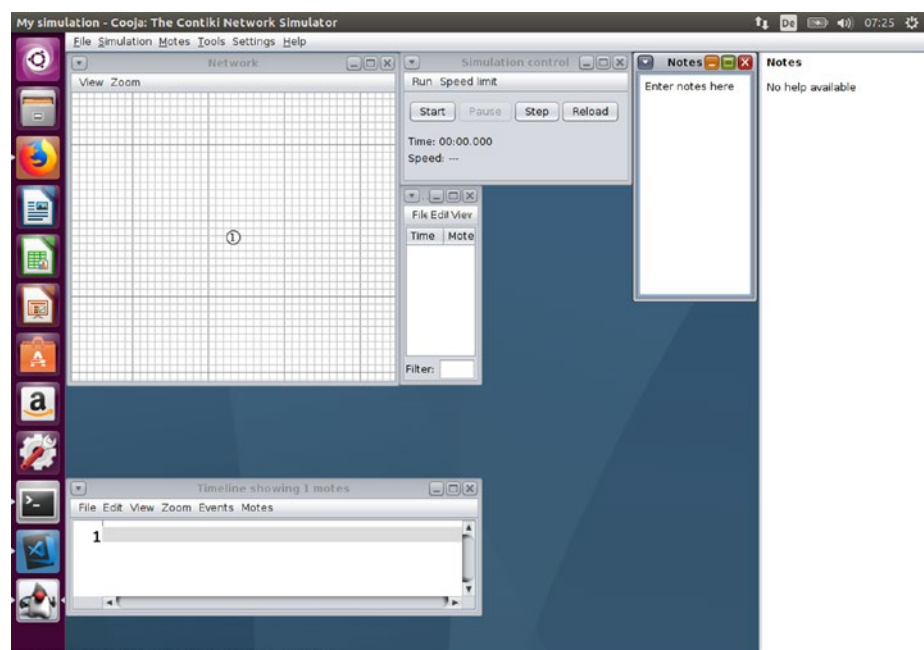 My simulation - Cooja: The Contiki Network Simulator
De
07:25
File Simulation Motes Tools Settings Help
Network
View Zoom
1
Simulation control
Run Speed limit
Start Pause Step Reload
Time: 00:00.000
Speed: ---
File Edit View
Time Mote
Filter:
Notes
Enter notes here
Notes
No help available
Timeline showing 1 motes
File Edit View Zoom Events Motes
1